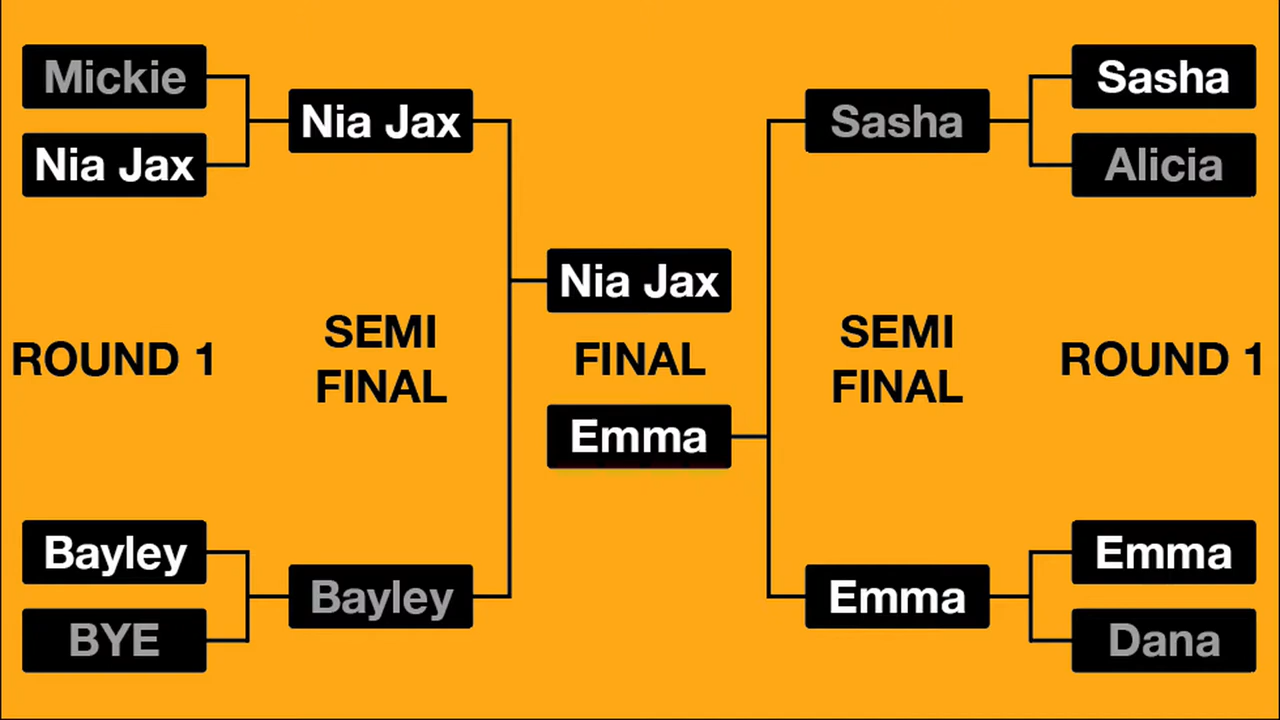 Mickie
Nia Jax
Nia Jax
Sasha
Sasha
Alicia
Nia Jax
ROUND 1
SEMI
FINAL
FINAL
SEMI
FINAL
ROUND 1
Emma
Bayley
BYE
Bayley
Emma
Emma
Dana